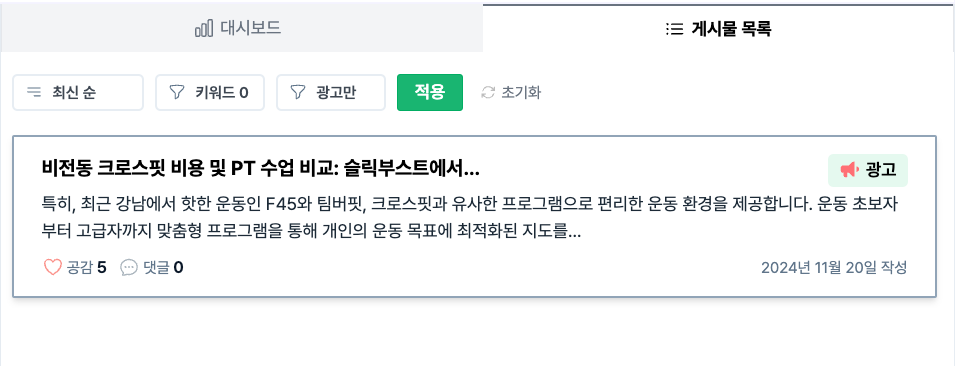 대시보드
게시물 목록
최신 순
키워드 0
광고만
적용
초기화
비전동 크로스핏 비용 및 PT 수업 비교: 슬릭부스트에서...
광고
특히, 최근 강남에서 핫한 운동인 F45와 팀버핏, 크로스핏과 유사한 프로그램으로 편리한 운동 환경을 제공합니다. 운동 초보자
부터 고급자까지 맞춤형 프로그램을 통해 개인의 운동 목표에 최적화된 지도를...
공감 5
댓글 0
2024년 11월 20일 작성